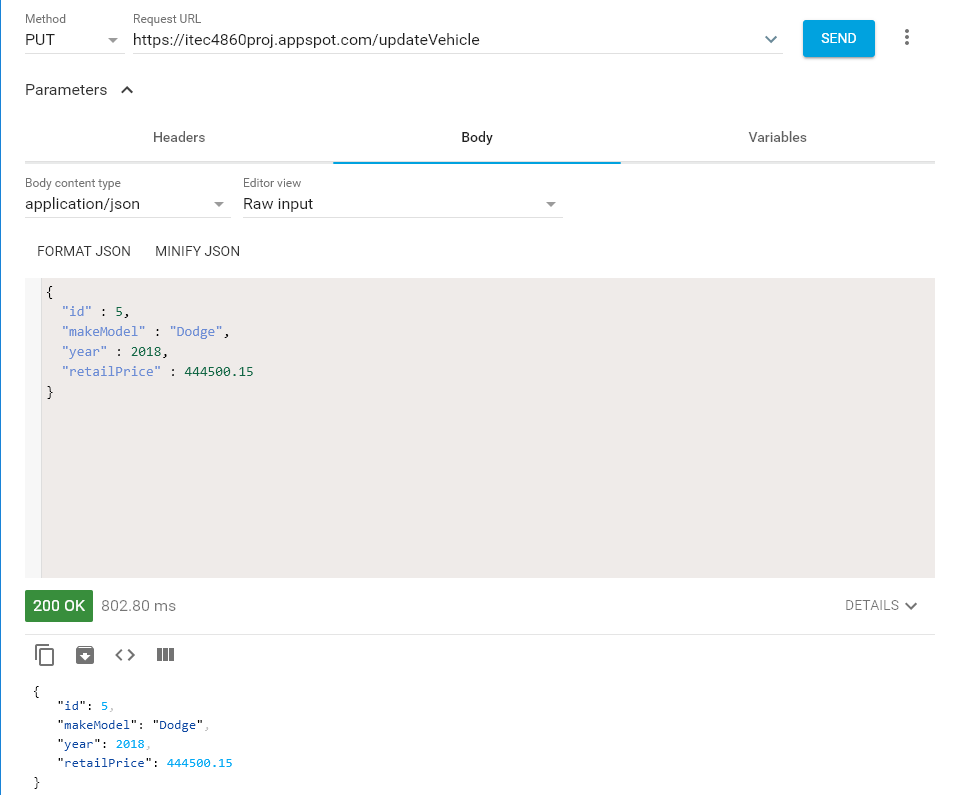 Method
Request URL
PUT
https://itec4860proj.appspot.com/updateVehicle
SEND
Parameters
Headers
Body
Variables
Body content type
Editor view
application/json
Raw input
FORMAT JSON
MINIFY JSON
{
"id" : 5,
"makeModel" : "Dodge",
"year" : 2018,
"retailPrice" : 444500.15
}
200 OK
802.80 ms
DETAILS
{
"id": 5,
"makeModel": "Dodge",
"year": 2018,
"retailPrice": 444500.15
}